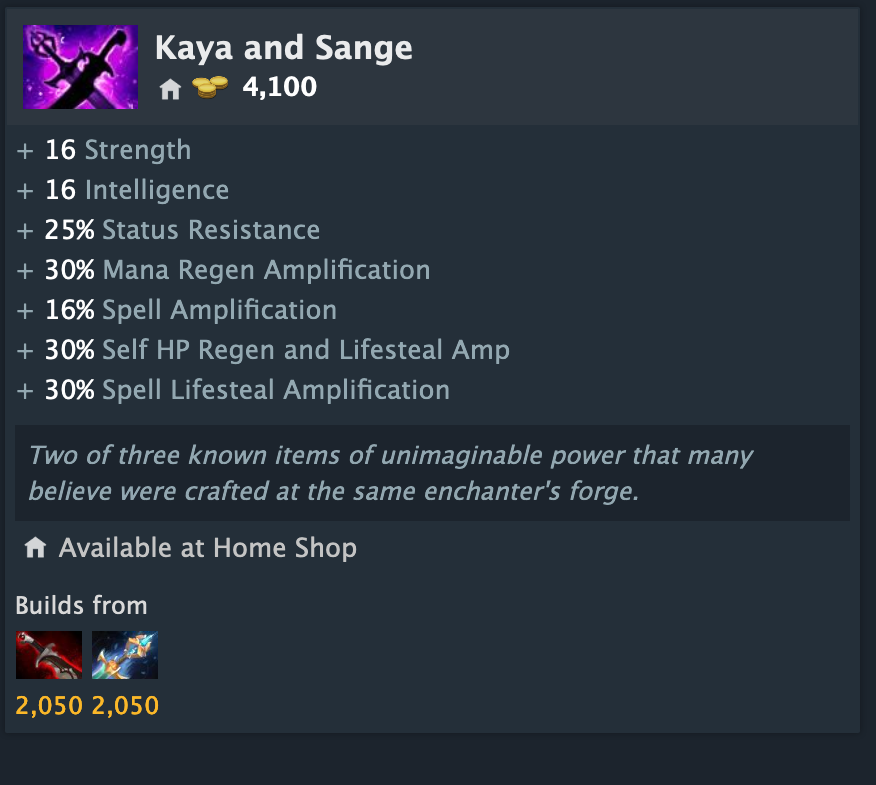 Kaya and Sange
4,100
+ 16 Strength
+ 16 Intelligence
+ 25% Status Resistance
+ 30% Mana Regen Amplification
+ 16% Spell Amplification
+ 30% Self HP Regen and Lifesteal Amp
+ 30% Spell Lifesteal Amplification
Two of three known items of unimaginable power that many
believe were crafted at the same enchanter's forge.
Available at Home Shop
Builds from
2,050 2,050